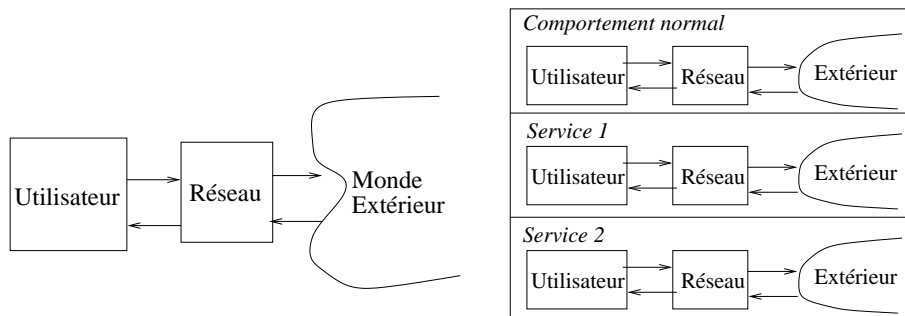 Utilisateur
Réseau
Monde
Extérieur
Comportement normal
Utilisateur
Réseau
Extérieur
Service 1
Utilisateur
Réseau
Extérieur
Service 2
Utilisateur
Réseau
Extérieur